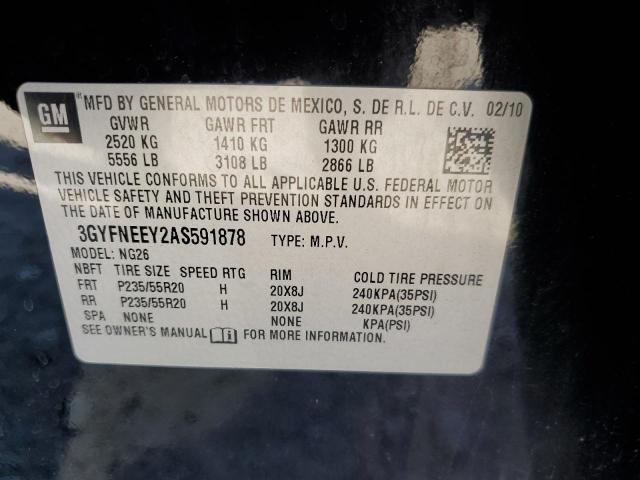 GM MFD BY GENERAL MOTORS DE MEXICO, S. DE R.L. DE C.V. 02/10
GVWR GAWR FRT GAWR RR
2520 KG 1410 KG 1300 KG
5556 LB 3108 LB 2866 LB
THIS VEHICLE CONFORMS TO ALL APPLICABLE U.S. FEDERAL MOTOR
VEHICLE SAFETY AND THEFT PREVENTION STANDARDS IN EFFECT ON
THE DATE OF MANUFACTURE SHOWN ABOVE.
3GYFNEEY2AS591878 TYPE: M.P.V.
MODEL: NG26
NBFT TIRE SIZE SPEED RTG RIM COLD TIRE PRESSURE
FRT P235/55R20 H 20X8J 240KPA(35PSI)
RR P235/55R20 H 20X8J 240KPA(35PSI)
SPA NONE NONE KPA(PSI)
SEE OWNER'S MANUAL FOR MORE INFORMATION.